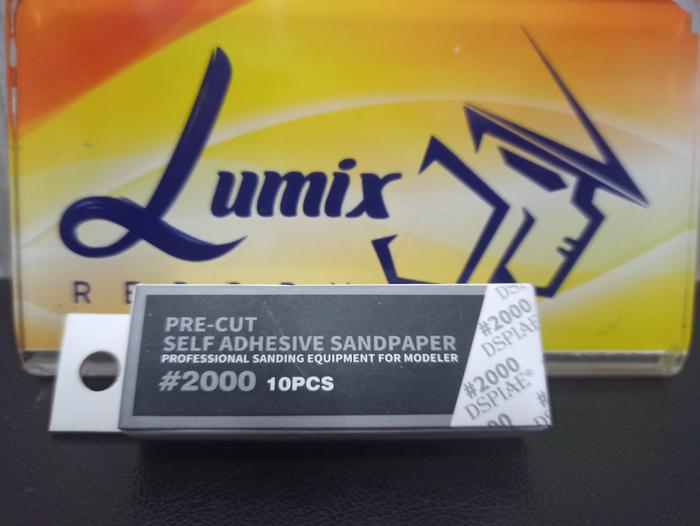 Lumix
PRE-CUT
SELF ADHESIVE SANDPAPER
PROFESSIONAL SANDING EQUIPMENT FOR MODELER
#2000 10PCS
#2000
DSPIAE
#2000
DSPIAE®